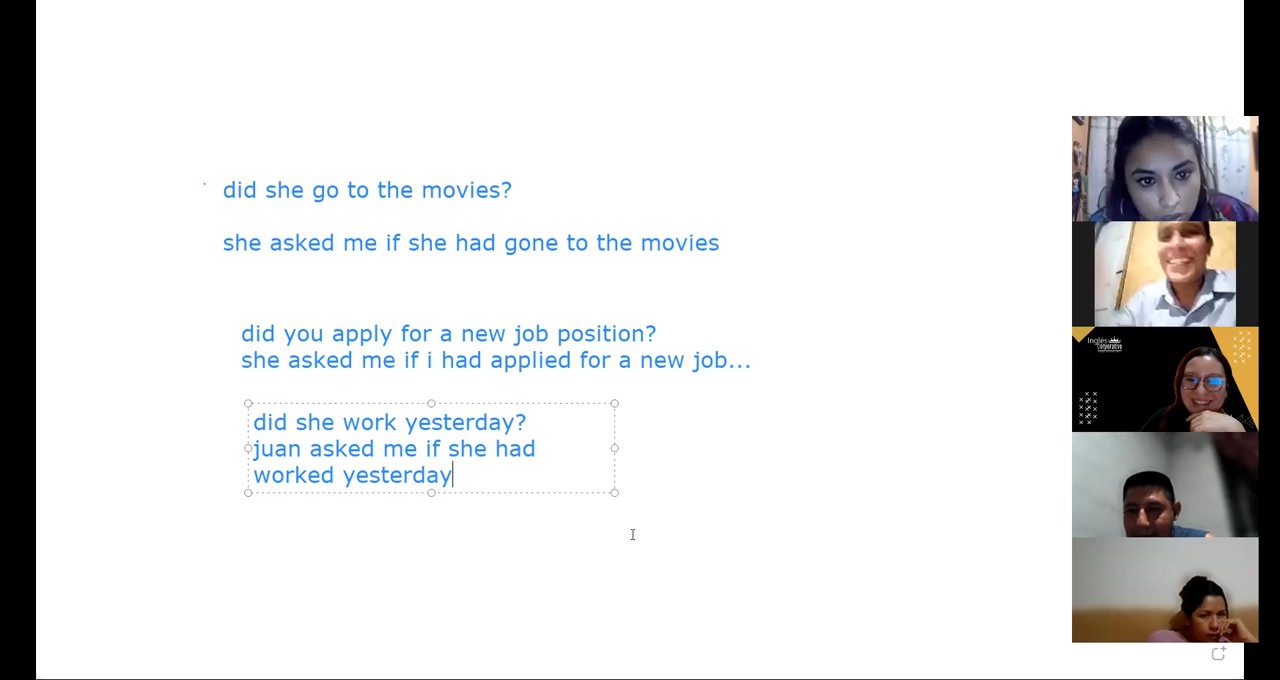 did she go to the movies?
she asked me if she had gone to the movies
did you apply for a new job position?
she asked me if i had applied for a new job...
did she work yesterday?
juan asked me if she had
worked yesterday
Inglés
Corporativo